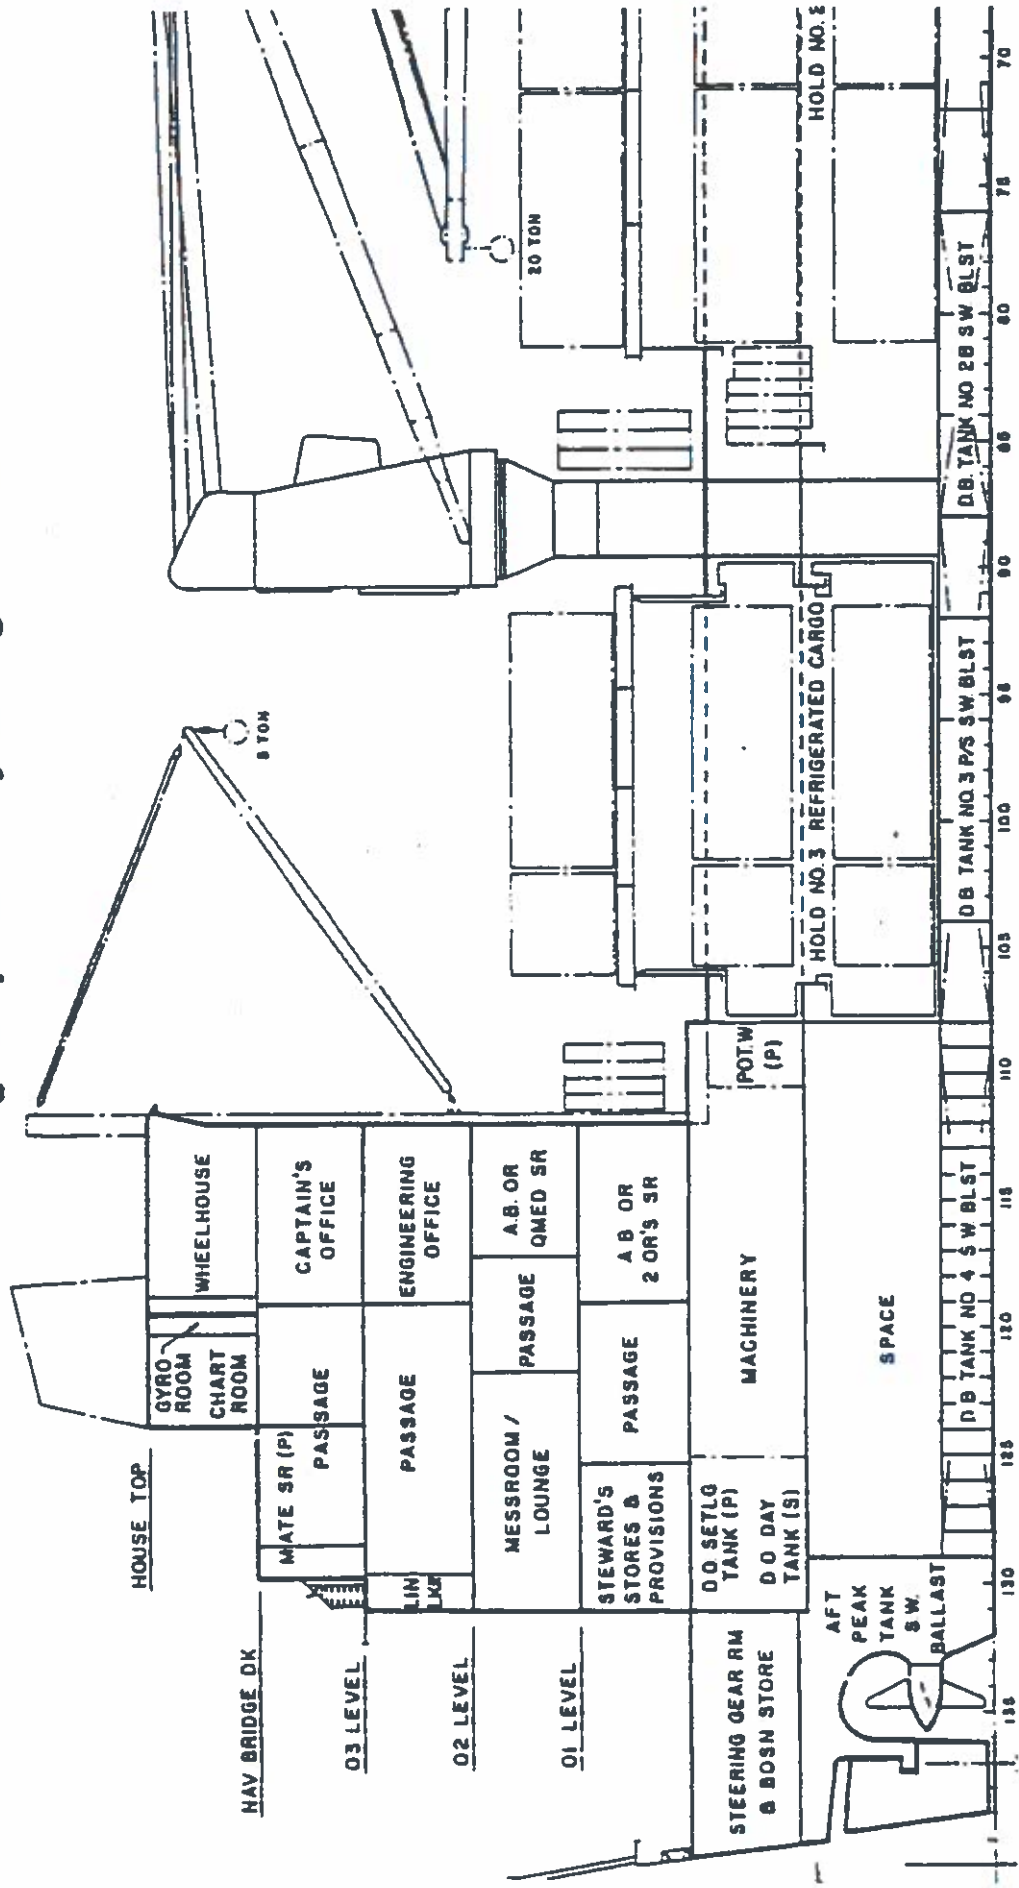 HOUSE TOP
NAV BRIDGE DK
03 LEVEL
02 LEVEL
01 LEVEL
GYRO
ROOM
CHART
ROOM
WHEELHOUSE
MATE SR (P)
PASSAGE
CAPTAIN'S
OFFICE
LIN
LKR
PASSAGE
ENGINEERING
OFFICE
MESSROOM /
LOUNGE
PASSAGE
A.B. OR
QMED SR
STEWARD'S
STORES &
PROVISIONS
PASSAGE
A B OR
2 OR'S SR
STEERING GEAR RM
& BOSN STORE
D O SETLG
TANK (P)
D O DAY
TANK (S)
MACHINERY
SPACE
POT.W
(P)
AFT
PEAK
TANK
S.W.
BALLAST
8 TON
20 TON
HOLD NO. 3 REFRIGERATED CARGO
HOLD NO. 2
D B TANK NO 4 S W BLST
D B TANK NO. 3 P/S SW BLST
D.B. TANK NO 2B S W BLST
135
130
125
120
115
110
105
100
95
90
85
80
75
70